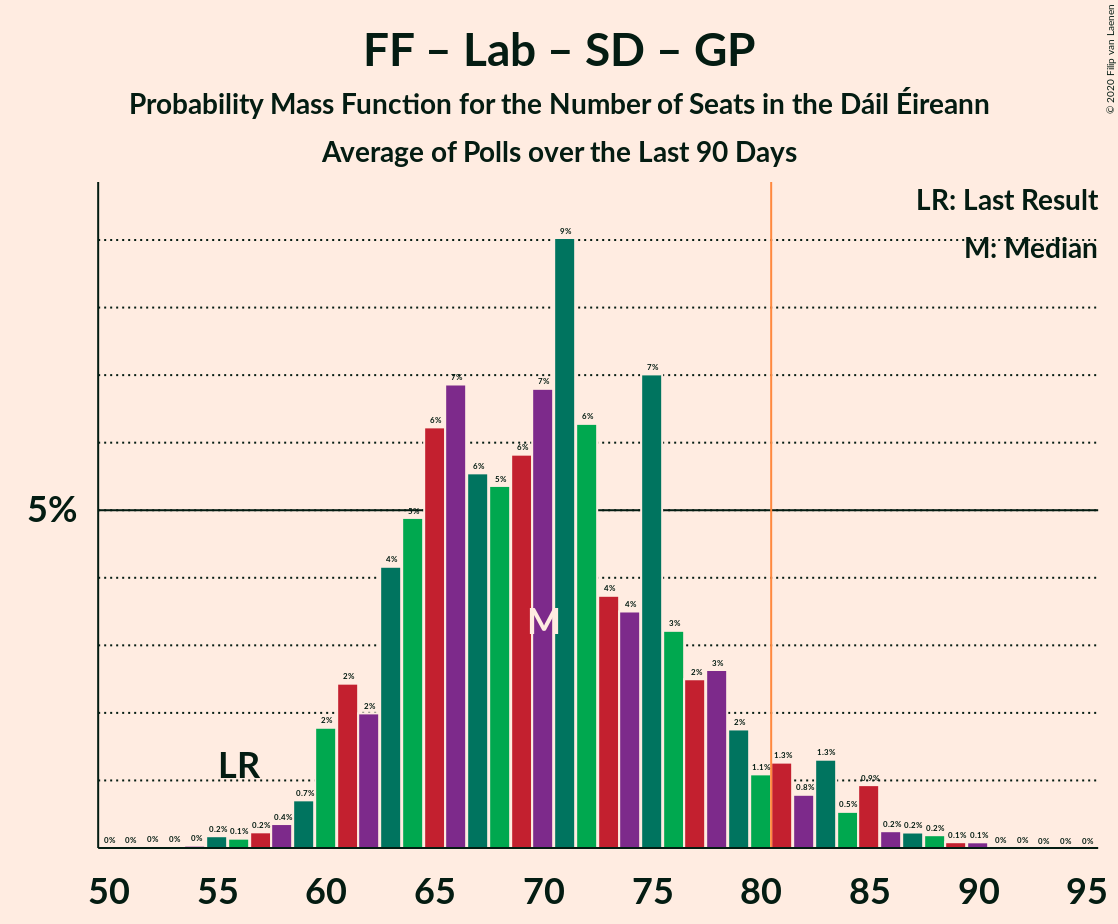 FF – Lab – SD – GP
Probability Mass Function for the Number of Seats in the Dáil Éireann
Average of Polls over the Last 90 Days
© 2020 Filip van Laenen
LR: Last Result
M: Median
5%
LR
M
0% 0% 0% 0% 0% 0.2% 0.1% 0.2% 0.4% 0.7% 2% 2% 2% 4% 5% 6% 7% 6% 5% 6% 7% 9% 6% 4% 4% 7% 3% 2% 3% 2% 1.1% 1.3% 0.8% 1.3% 0.5% 0.9% 0.2% 0.2% 0.2% 0.1% 0.1% 0% 0% 0% 0% 0%
50 55 60 65 70 75 80 85 90 95